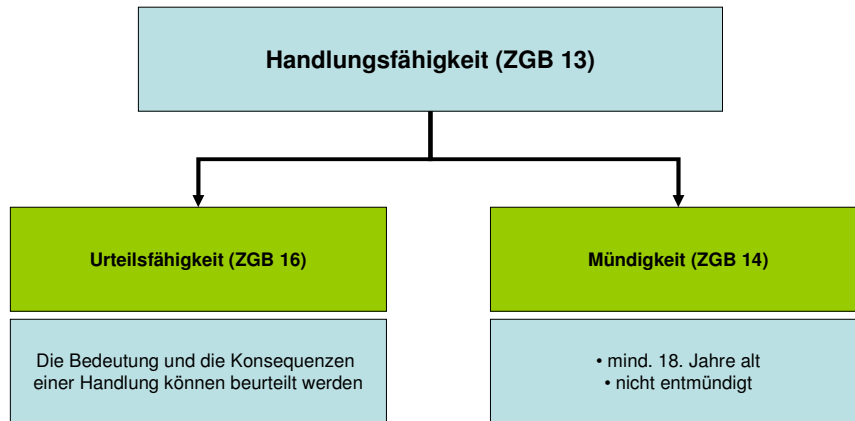 Handlungsfähigkeit (ZGB 13)
Urteilsfähigkeit (ZGB 16)
Mündigkeit (ZGB 14)
Die Bedeutung und die Konsequenzen
einer Handlung können beurteilt werden
• mind. 18. Jahre alt
• nicht entmündigt